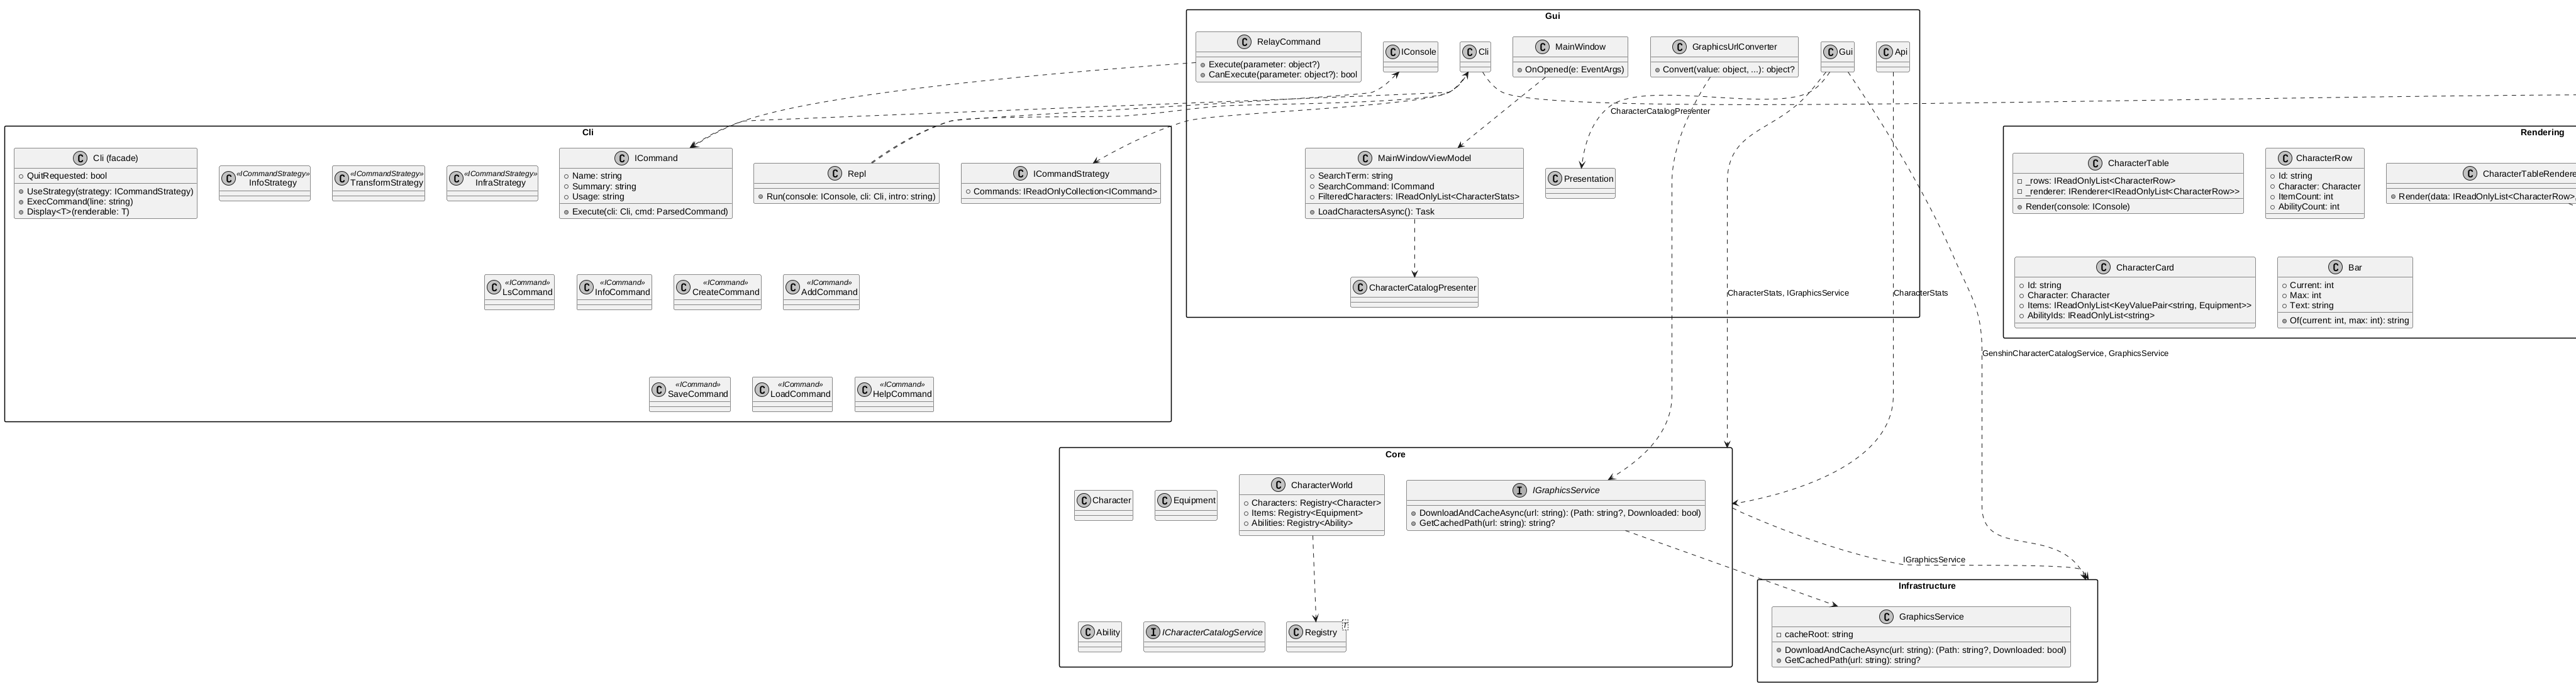 Gui
RelayCommand
Execute(parameter: object?)
CanExecute(parameter: object?): bool
IConsole
Cli
MainWindow
OnOpened(e: EventArgs)
GraphicsUrlConverter
Convert(value: object, ...): object?
Gui
Api
CharacterCatalogPresenter
MainWindowViewModel
SearchTerm: string
SearchCommand: ICommand
FilteredCharacters: IReadOnlyList<CharacterStats>
LoadCharactersAsync(): Task
Presentation
CharacterCatalogPresenter
CharacterStats, IGraphicsService
CharacterStats
GenshinCharacterCatalogService, GraphicsService
Cli
Cli (facade)
QuitRequested: bool
UseStrategy(strategy: ICommandStrategy)
ExecCommand(line: string)
Display<T>(renderable: T)
«ICommandStrategy»
InfoStrategy
«ICommandStrategy»
TransformStrategy
«ICommandStrategy»
InfraStrategy
ICommand
Name: string
Summary: string
Usage: string
Execute(cli: Cli, cmd: ParsedCommand)
Repl
Run(console: IConsole, cli: Cli, intro: string)
ICommandStrategy
Commands: IReadOnlyCollection<ICommand>
«ICommand»
LsCommand
«ICommand»
InfoCommand
«ICommand»
CreateCommand
«ICommand»
AddCommand
«ICommand»
SaveCommand
«ICommand»
LoadCommand
«ICommand»
HelpCommand
Rendering
CharacterTable
_rows: IReadOnlyList<CharacterRow>
_renderer: IRenderer<IReadOnlyList<CharacterRow>>
Render(console: IConsole)
CharacterRow
Id: string
Character: Character
ItemCount: int
AbilityCount: int
CharacterTableRendere
Render(data: IReadOnlyList<CharacterRow>,
CharacterCard
Id: string
Character: Character
Items: IReadOnlyList<KeyValuePair<string, Equipment>>
AbilityIds: IReadOnlyList<string>
Bar
Current: int
Max: int
Text: string
Of(current: int, max: int): string
Core
Character
Equipment
CharacterWorld
Characters: Registry<Character>
Items: Registry<Equipment>
Abilities: Registry<Ability>
IGraphicsService
DownloadAndCacheAsync(url: string): (Path: string?, Downloaded: bool)
GetCachedPath(url: string): string?
Ability
ICharacterCatalogService
Registry
T
IGraphicsService
Infrastructure
GraphicsService
cacheRoot: string
DownloadAndCacheAsync(url: string): (Path: string?, Downloaded: bool)
GetCachedPath(url: string): string?